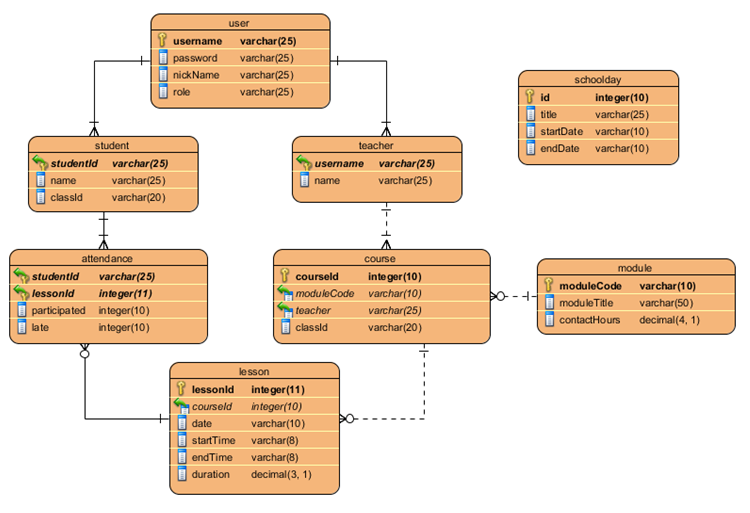 user
username varchar(25)
password varchar(25)
nickName varchar(25)
role varchar(25)
schoolday
id integer(10)
title varchar(25)
startDate varchar(10)
endDate varchar(10)
student
studentId varchar(25)
name varchar(25)
classId varchar(20)
teacher
username varchar(25)
name varchar(25)
attendance
studentId varchar(25)
lessonId integer(11)
participated integer(10)
late integer(10)
course
courseId integer(10)
moduleCode varchar(10)
teacher varchar(25)
classId varchar(20)
module
moduleCode varchar(10)
moduleTitle varchar(50)
contactHours decimal(4, 1)
lesson
lessonId integer(11)
courseId integer(10)
date varchar(10)
startTime varchar(8)
endTime varchar(8)
duration decimal(3, 1)